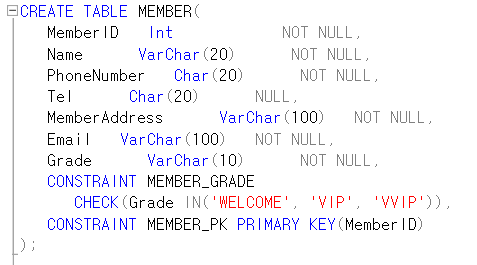 CREATE TABLE MEMBER(
MemberID Int NOT NULL,
Name VarChar(20) NOT NULL,
PhoneNumber Char(20) NOT NULL,
Tel Char(20) NULL,
MemberAddress VarChar(100) NOT NULL,
Email VarChar(100) NOT NULL,
Grade VarChar(10) NOT NULL,
CONSTRAINT MEMBER_GRADE
CHECK(Grade IN('WELCOME', 'VIP', 'VVIP')),
CONSTRAINT MEMBER_PK PRIMARY KEY(MemberID)
);